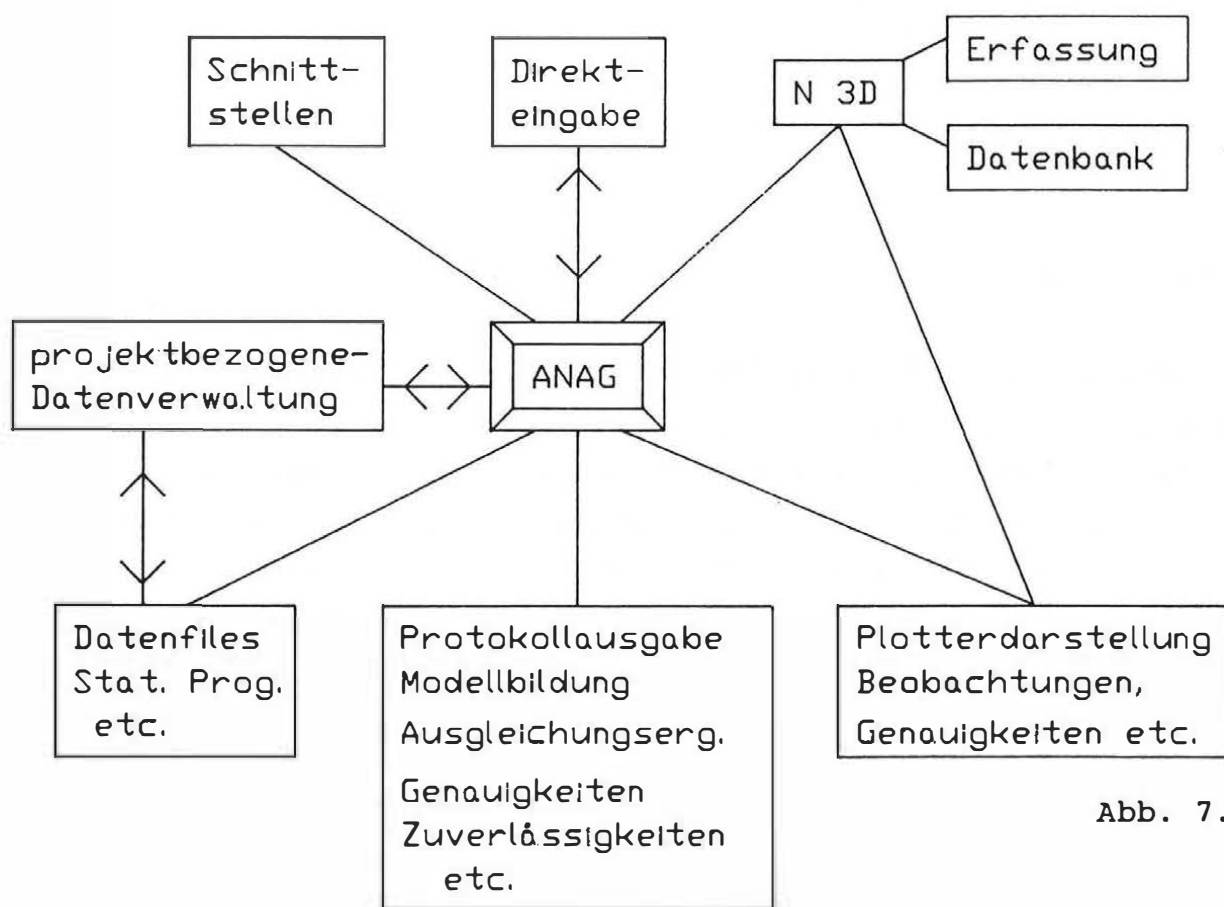 Schnitt-
stellen
Direkt-
eingabe
N 3D
Erfassung
Datenbank
projektbezogene-
Datenverwaltung
ANAG
Datenfiles
Stat. Prog.
etc.
Protokollausgabe
Modellbildung
Ausgleichungserg.
Genauigkeiten
Zuverlässigkeiten
etc.
Plotterdarstellung
Beobachtungen,
Genauigkeiten etc.
Abb. 7.